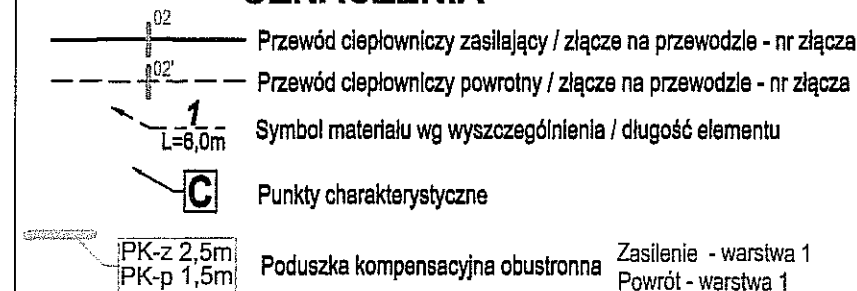 OZNACZENIA
02
Przewód ciepłowniczy zasilający / złącze na przewodzie - nr złącza
02'
Przewód ciepłowniczy powrotny / złącze na przewodzie - nr złącza
1
L=6,0m
Symbol materiału wg wyszczególnienia / długość elementu
C
Punkty charakterystyczne
PK-z 2,5m
PK-p 1,5m
Poduszka kompensacyjna obustronna
Zasilenie - warstwa 1
Powrót - warstwa 1